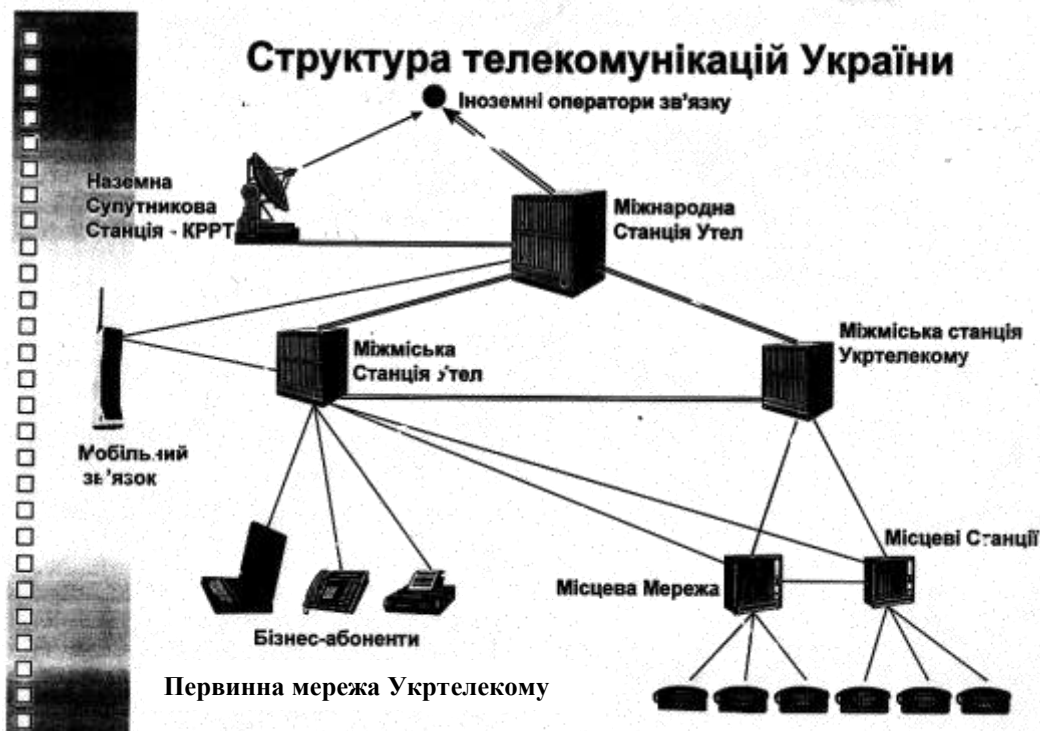 Структура телекомунікацій України
Іноземні оператори зв'язку
Наземна
Супутникова
Станція - КРРТ
Міжнародна
Станція Утел
Міжміська
Станція Утел
Міжміська станція
Укртелекому
Мобільний
зв'язок
Місцеві Станції
Місцева Мережа
Бізнес-абоненти
Первинна мережа Укртелекому